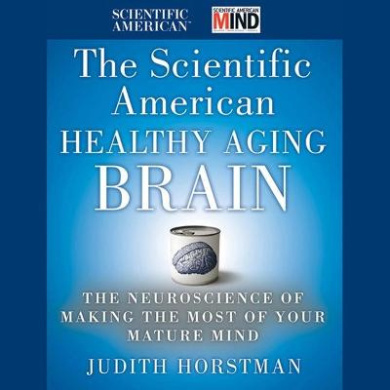 SCIENTIFIC AMERICAN™
SCIENTIFIC AMERICAN MIND
The Scientific
American
HEALTHY AGING
BRAIN
THE NEUROSCIENCE OF
MAKING THE MOST OF YOUR
MATURE MIND
JUDITH HORSTMAN